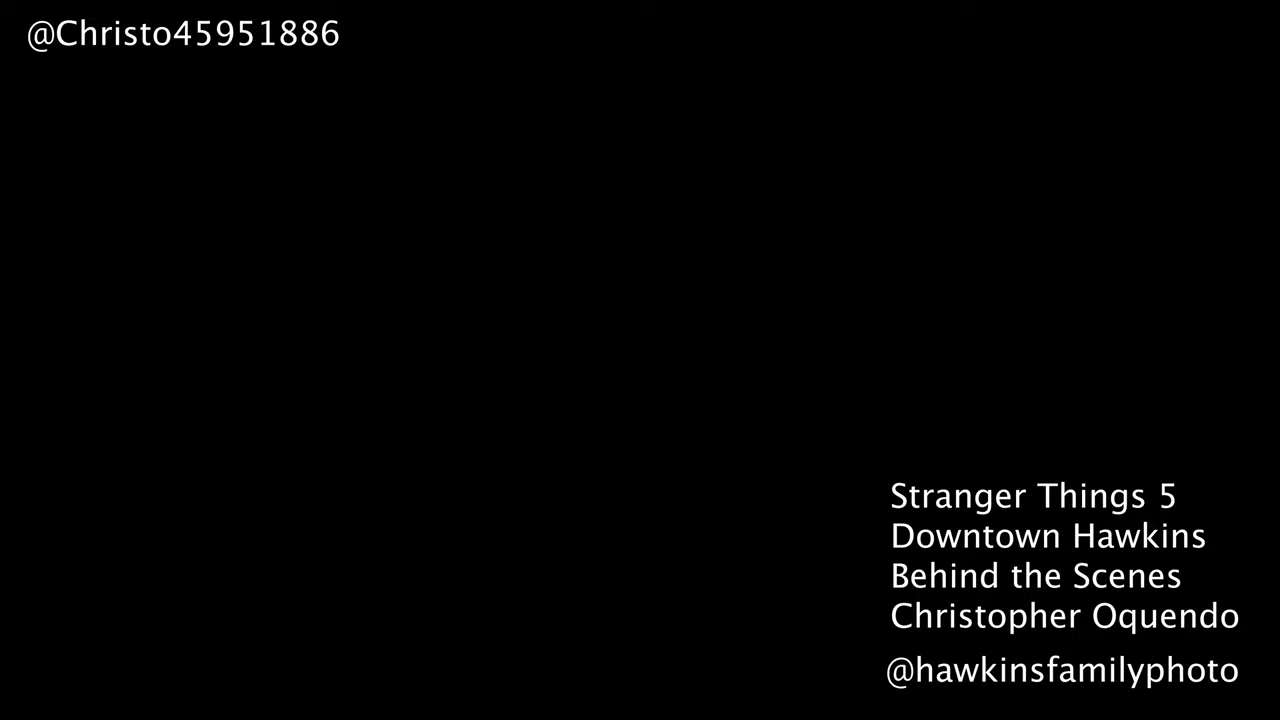 @Christo45951886
Stranger Things 5
Downtown Hawkins
Behind the Scenes
Christopher Oquendo
@hawkinsfamilyphoto